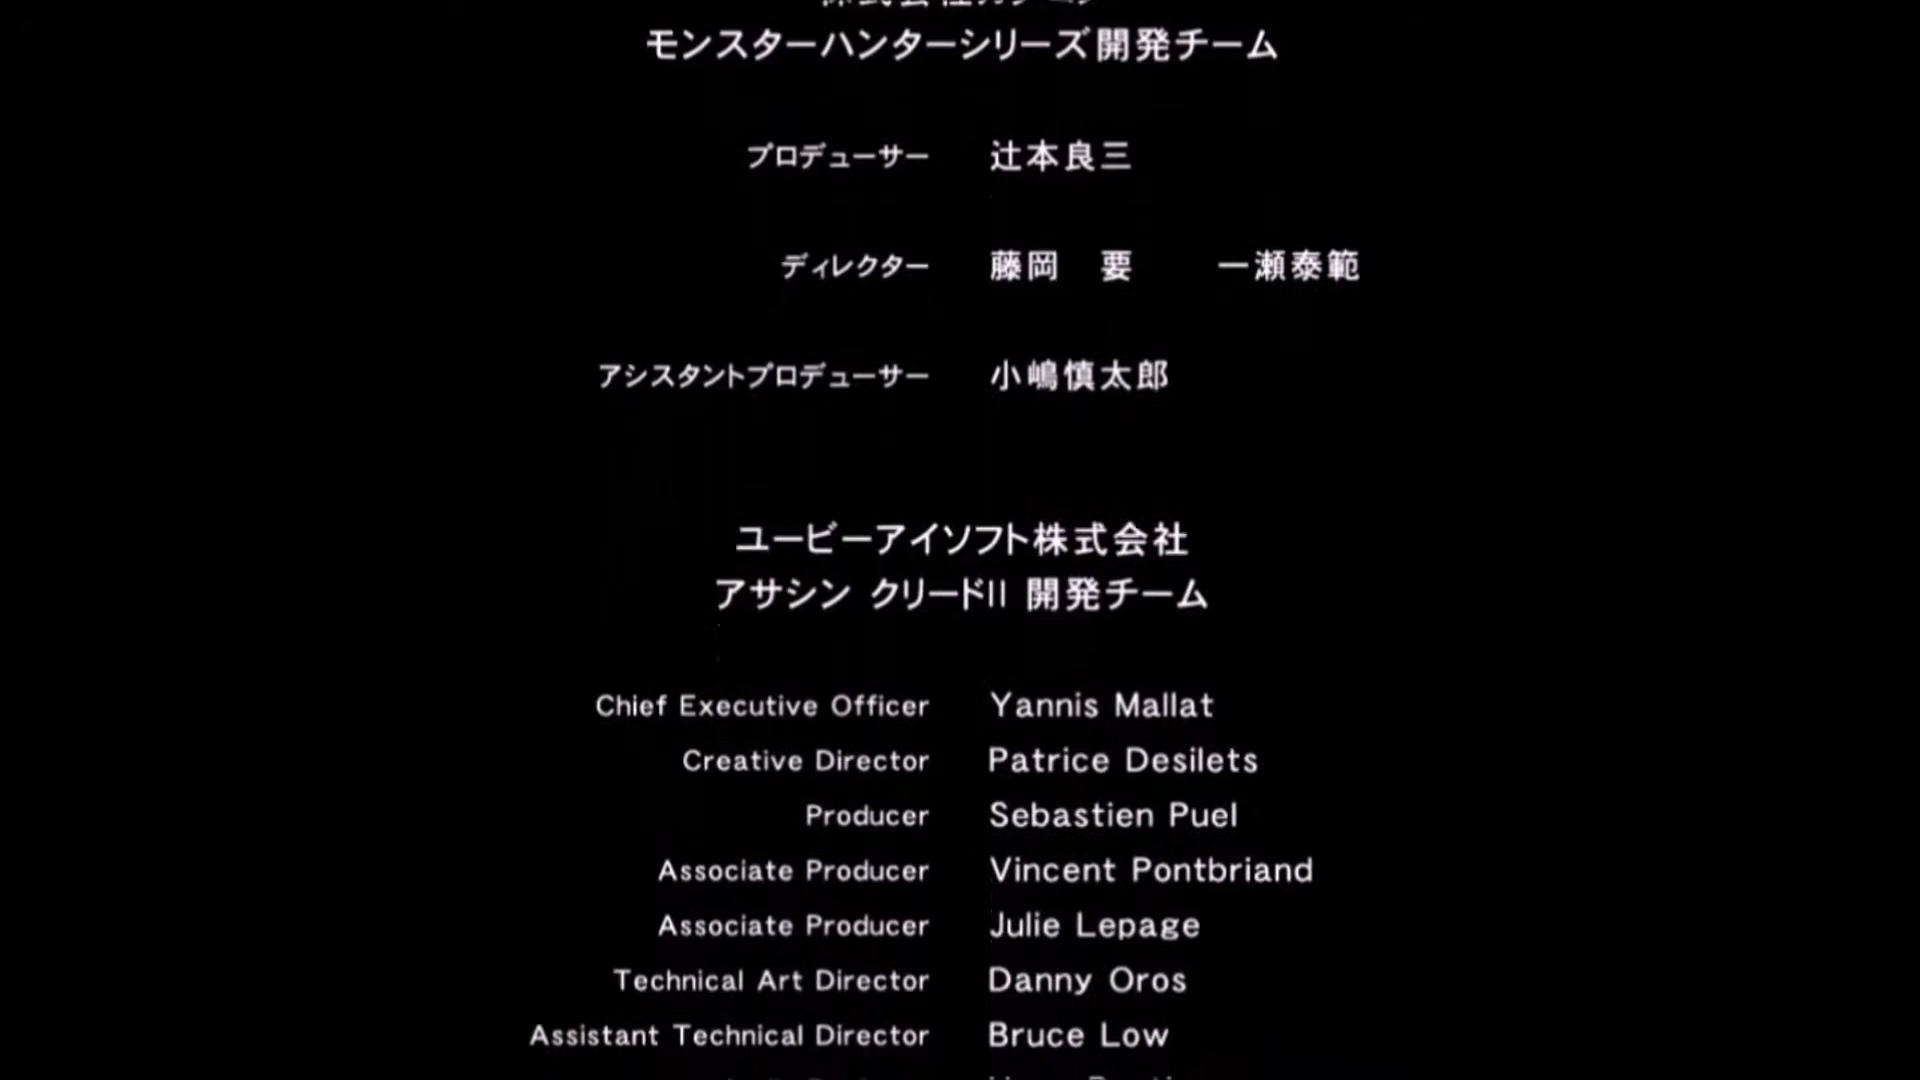 モンスターハンターシリーズ開発チーム
プロデューサー 辻本良三
ディレクター 藤岡 要 一瀬泰範
アシスタントプロデューサー 小嶋慎太郎
ユービーアイソフト株式会社
アサシン クリードII 開発チーム
Chief Executive Officer Yannis Mallat
Creative Director Patrice Desilets
Producer Sebastien Puel
Associate Producer Vincent Pontbriand
Associate Producer Julie Lepage
Technical Art Director Danny Oros
Assistant Technical Director Bruce Low